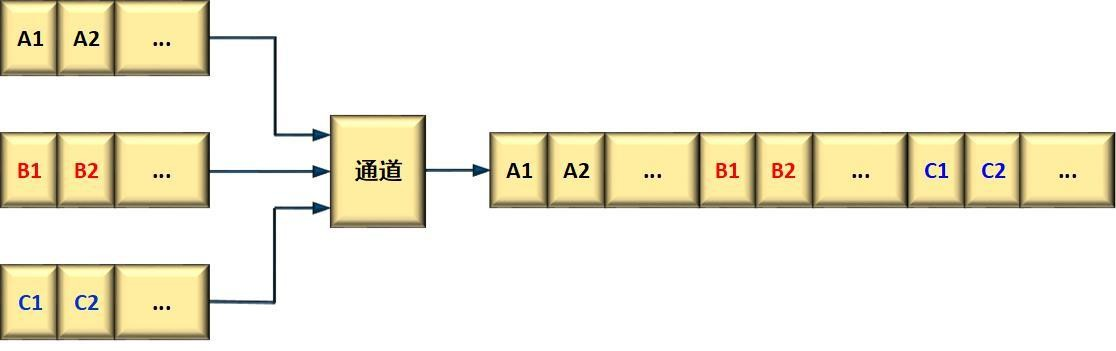 A1 A2 ...
B1 B2 ...
C1 C2 ...
通道
A1 A2 ... B1 B2 ... C1 C2 ...